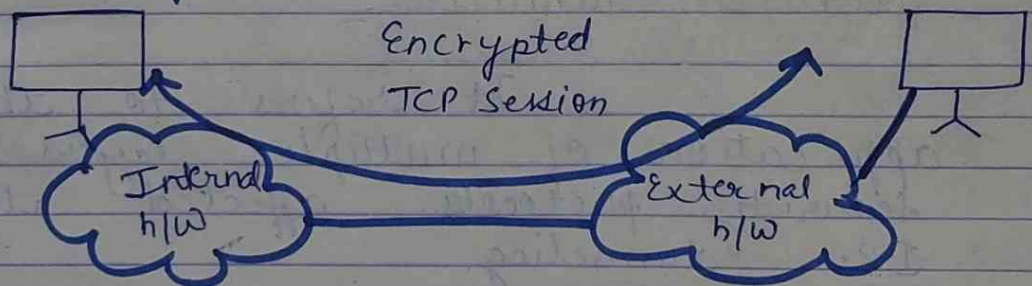 Encrypted
TCP Session
Internal
n/w
External
n/w